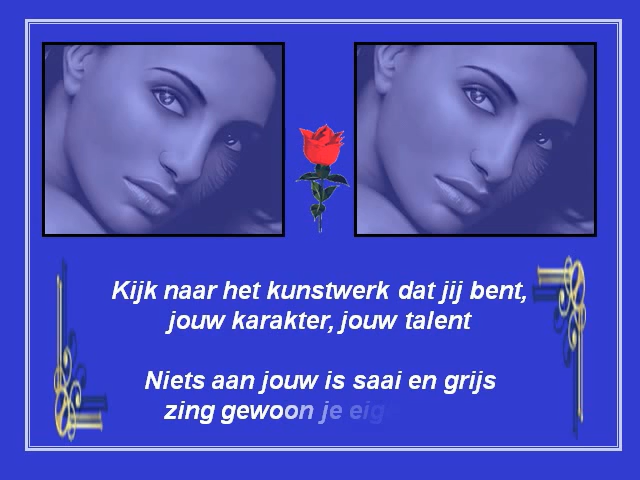 Kijk naar het kunstwerk dat jij bent,
jouw karakter, jouw talent
Niets aan jouw is saai en grijs
zing gewoon je